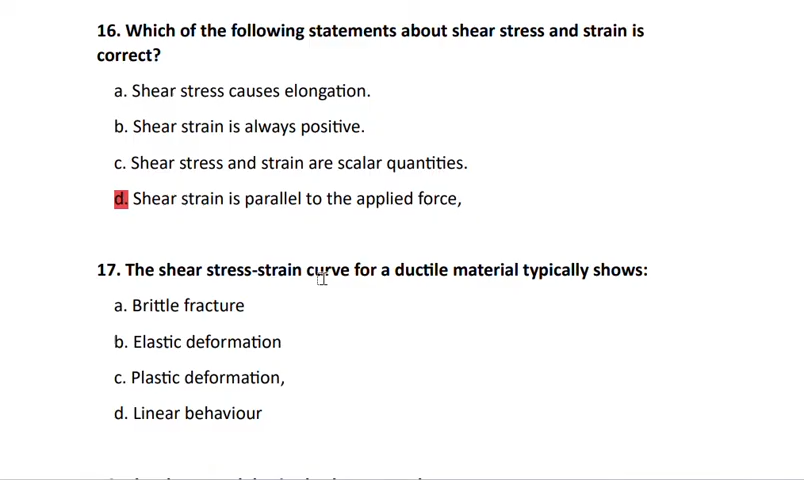 16. Which of the following statements about shear stress and strain is
correct?
a. Shear stress causes elongation.
b. Shear strain is always positive.
c. Shear stress and strain are scalar quantities.
d. Shear strain is parallel to the applied force,
17. The shear stress-strain curve for a ductile material typically shows:
a. Brittle fracture
b. Elastic deformation
c. Plastic deformation,
d. Linear behaviour